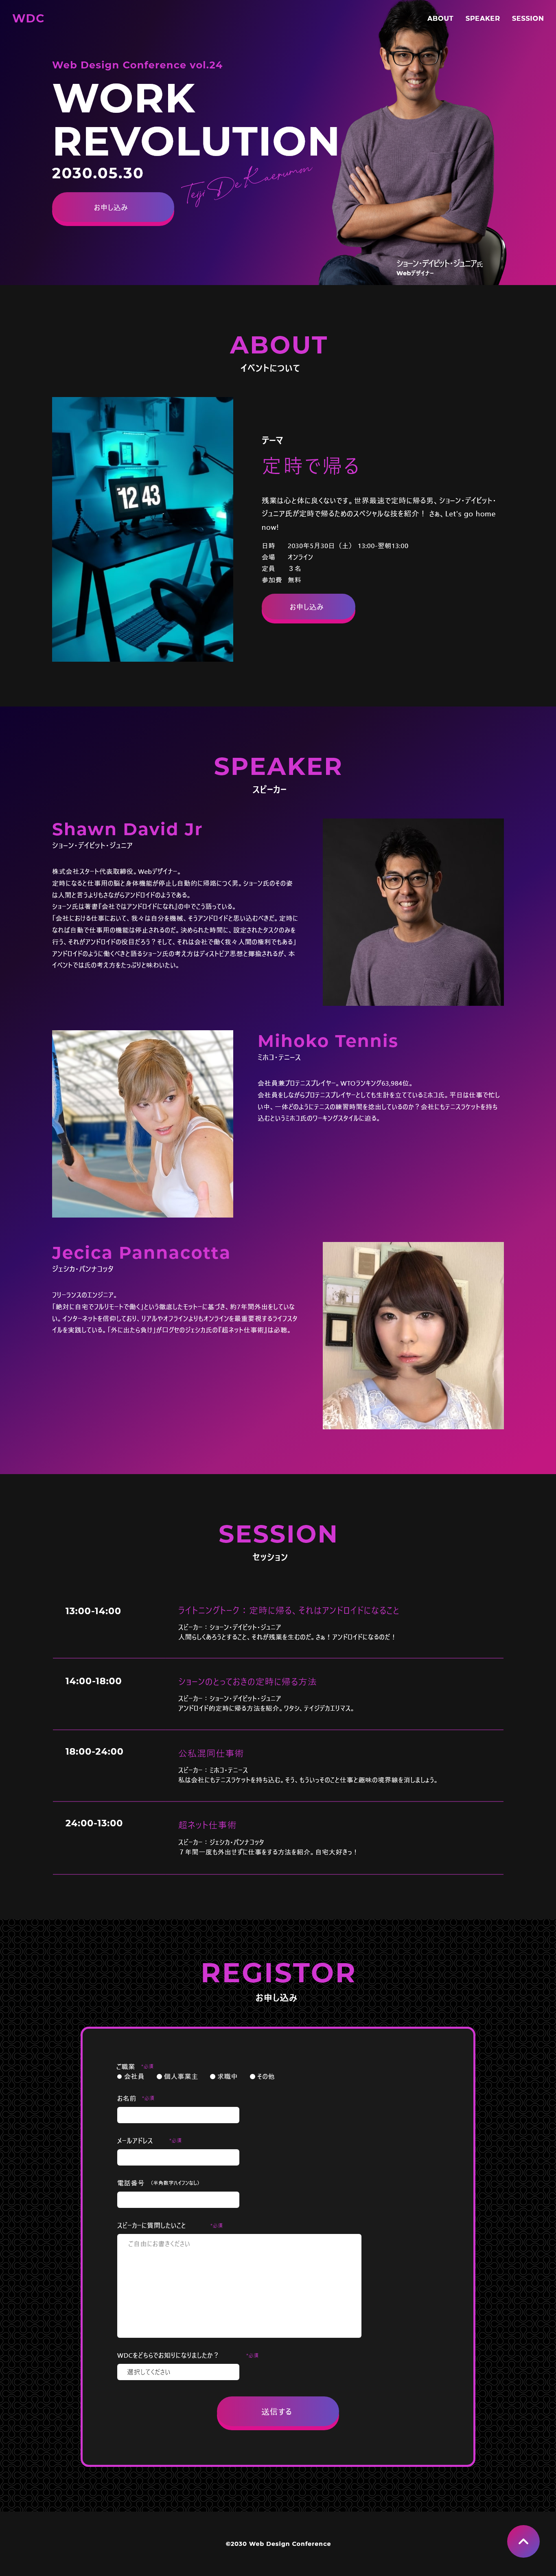 WDC
ABOUT SPEAKER SESSION
Web Design Conference vol.24
WORK
REVOLUTION
2030.05.30
Teji De Kaerumon
お申し込み
ショーン・デイビット・ジュニア氏
Webデザイナー
ABOUT
イベントについて
12 43
テーマ
定時で帰る
残業は心と体に良くないです。世界最速で定時に帰る男、ショーン・デイビット・
ジュニア氏が定時で帰るためのスペシャルな技を紹介！ さぁ、Let's go home
now!
日時 2030年5月30日（土） 13:00-翌朝13:00
会場 オンライン
定員 ３名
参加費 無料
お申し込み
SPEAKER
スピーカー
Shawn David Jr
ショーン・デイビット・ジュニア
株式会社スタート代表取締役。Webデザイナー。
定時になると仕事用の脳と身体機能が停止し自動的に帰路につく男。ショーン氏のその姿
は人間と言うよりもさながらアンドロイドのようである。
ショーン氏は著書『会社ではアンドロイドになれ』の中でこう語っている。
「会社における仕事において、我々は自分を機械、そうアンドロイドと思い込むべきだ。定時に
なれば自動で仕事用の機能は停止されるのだ。決められた時間に、設定されたタスクのみを
行う、それがアンドロイドの役目だろう？そして、それは会社で働く我々人間の権利でもある」
アンドロイドのように働くべきと語るショーン氏の考え方はディストピア思想と揶揄されるが、本
イベントでは氏の考え方をたっぷりと味わいたい。
Mihoko Tennis
ミホコ・テニース
会社員兼プロテニスプレイヤー。WTOランキング63,984位。
会社員をしながらプロテニスプレイヤーとしても生計を立てているミホコ氏。平日は仕事で忙し
い中、一体どのようにテニスの練習時間を捻出しているのか？会社にもテニスラケットを持ち
込むというミホコ氏のワーキングスタイルに迫る。
Jecica Pannacotta
ジェシカ・パンナコッタ
フリーランスのエンジニア。
「絶対に自宅でフルリモートで働く」という徹底したモットーに基づき、約7年間外出をしていな
い。インターネットを信仰しており、リアルやオフラインよりもオンラインを最重要視するライフスタ
イルを実践している。「外に出たら負け」が口グセのジェシカ氏の『超ネット仕事術』は必聴。
SESSION
セッション
13:00-14:00
ライトニングトーク：定時に帰る、それはアンドロイドになること
スピーカー：ショーン・デイビット・ジュニア
人間らしくあろうとすること、それが残業を生むのだ。さぁ！アンドロイドになるのだ！
14:00-18:00
ショーンのとっておきの定時に帰る方法
スピーカー：ショーン・デイビット・ジュニア
アンドロイド的定時に帰る方法を紹介。ワタシ、テイジデカエリマス。
18:00-24:00
公私混同仕事術
スピーカー：ミホコ・テニース
私は会社にもテニスラケットを持ち込む。そう、もういっそのこと仕事と趣味の境界線を消しましょう。
24:00-13:00
超ネット仕事術
スピーカー：ジェシカ・パンナコッタ
７年間一度も外出せずに仕事をする方法を紹介。自宅大好きっ！
REGISTOR
お申し込み
ご職業 *必須
会社員 個人事業主 求職中 その他
お名前 *必須
メールアドレス *必須
電話番号 （半角数字ハイフンなし）
スピーカーに質問したいこと *必須
ご自由にお書きください
WDCをどちらでお知りになりましたか？ *必須
選択してください
送信する
©2030 Web Design Conference